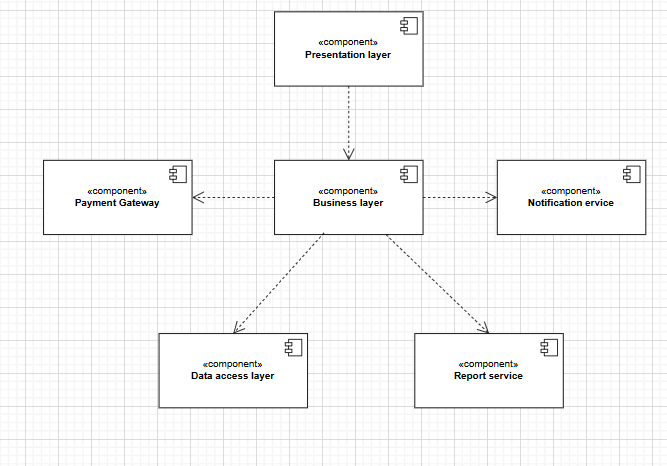 «component»
Presentation layer
«component»
Payment Gateway
«component»
Business layer
«component»
Notification ervice
«component»
Data access layer
«component»
Report service